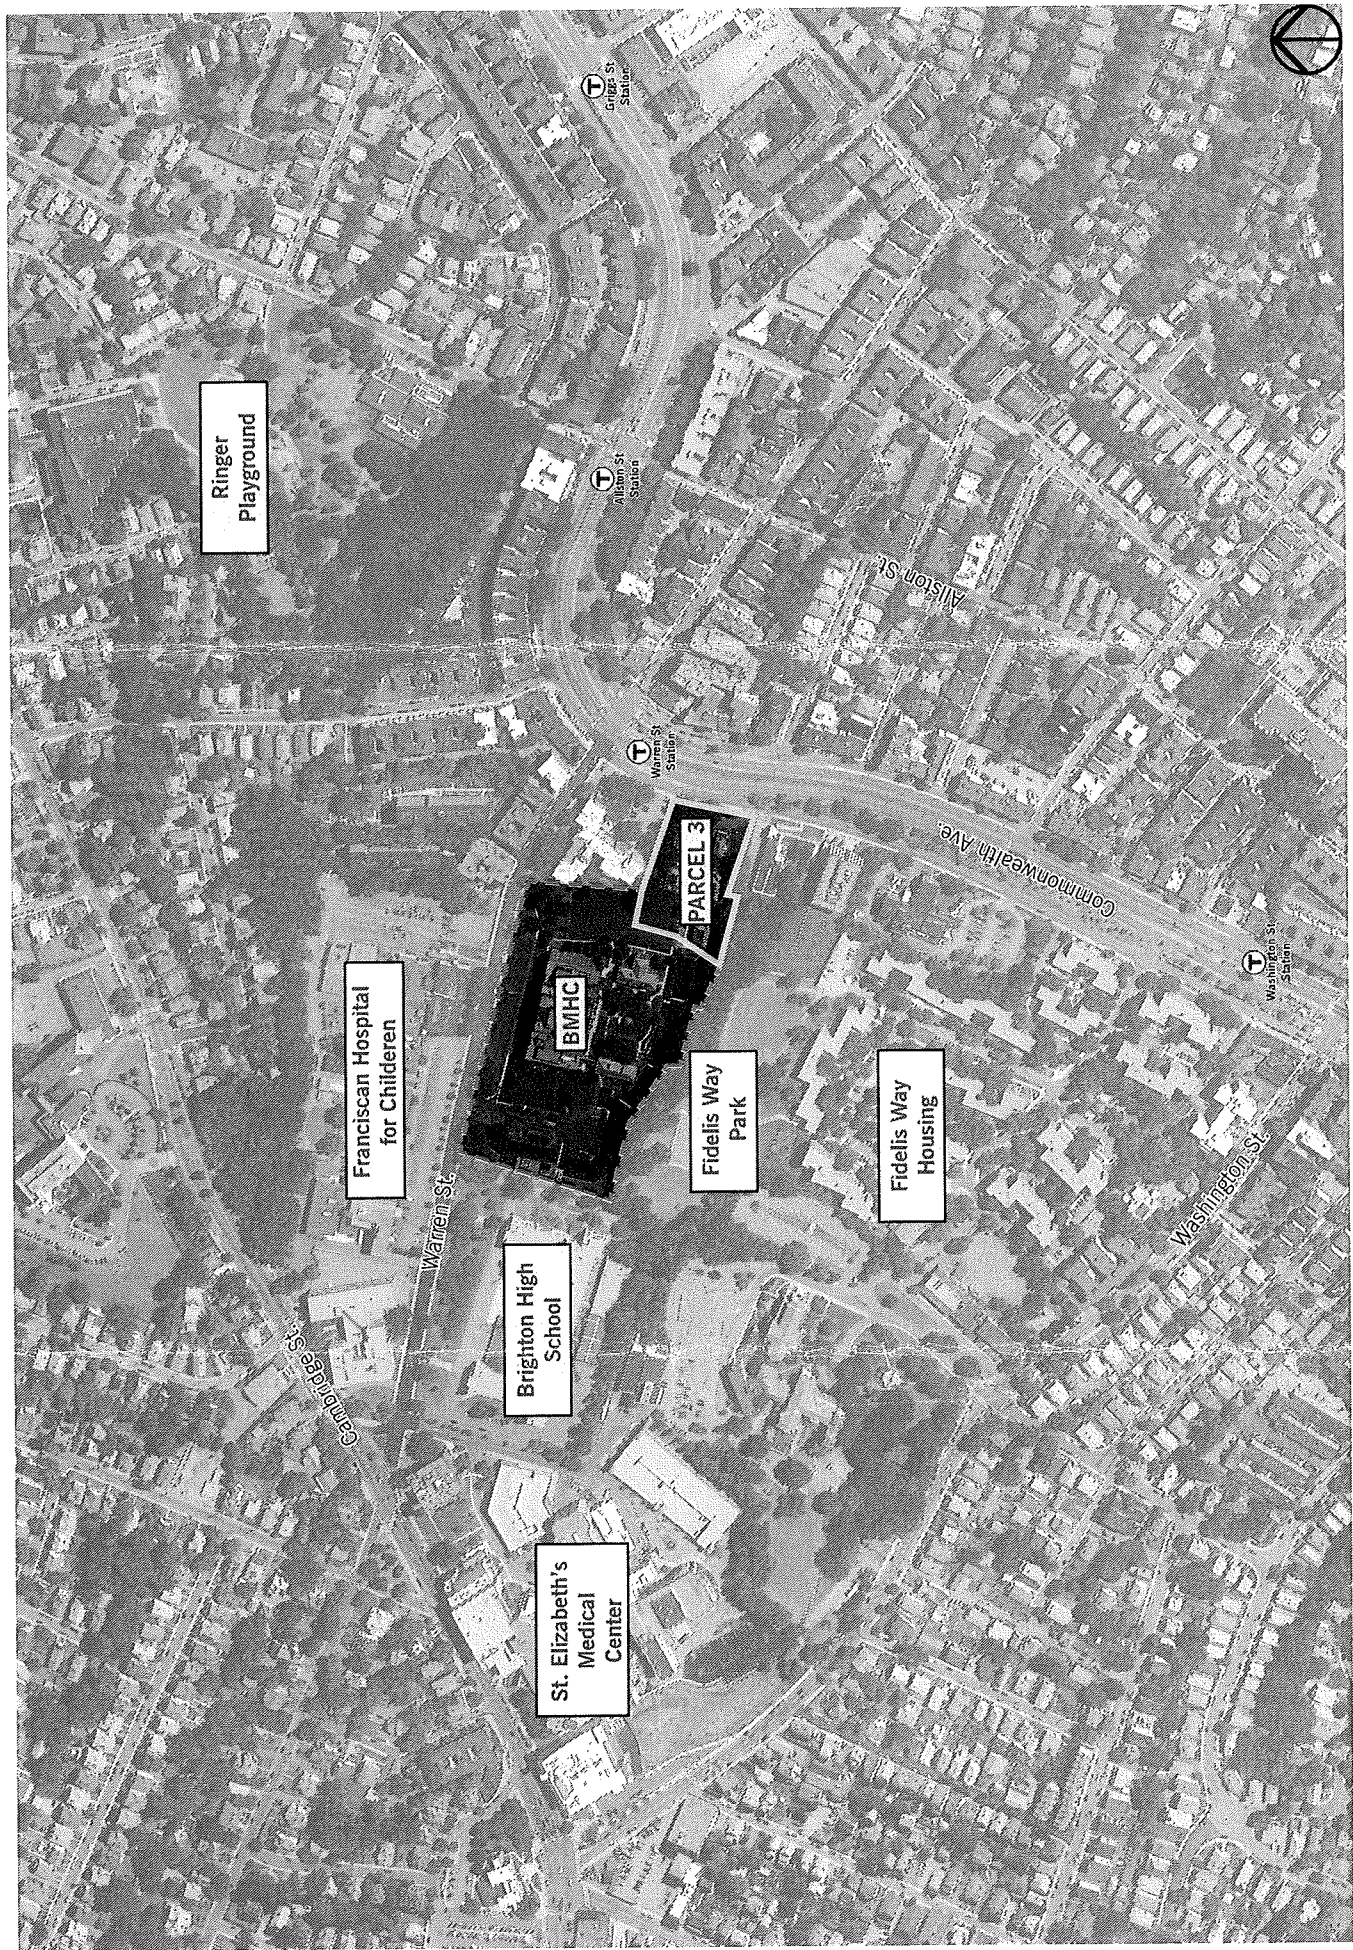 Ringer
Playground
T
Griggs St
Station
T
Allston St
Station
T
Warren St
Station
Allston St.
Franciscan Hospital
for Childeren
BMHC
PARCEL 3
Commonwealth Ave.
Warren St.
Cambridge St.
Brighton High
School
Fidelis Way
Park
Fidelis Way
Housing
T
Washington Str
Station
Washington St.
St. Elizabeth's
Medical
Center